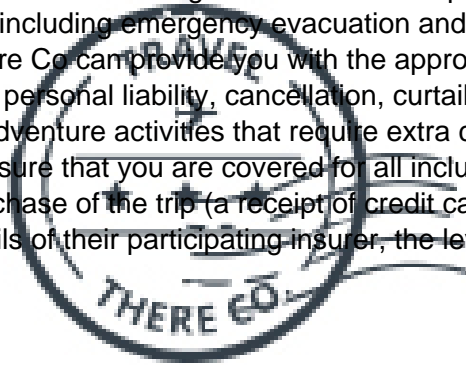 including emergency evacuation and
re Co can provide you with the appro
personal liability, cancellation, curtail
dventure activities that require extra c
sure that you are covered for all inclu
chase of the trip (a receipt of credit ca
ils of their participating insurer, the le
TRAVEL
THERE CO.